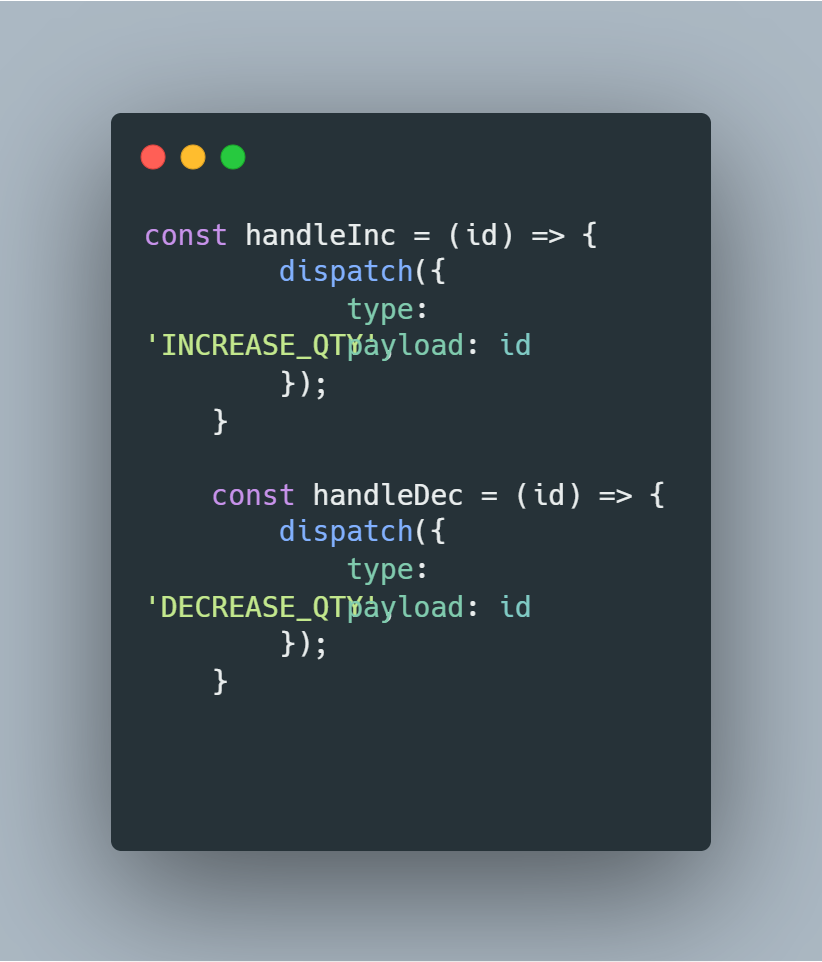 const handleInc = (id) => {
dispatch({
type:
'INCREASE_QTY',
payload: id
});
}
const handleDec = (id) => {
dispatch({
type:
'DECREASE_QTY',
payload: id
});
}